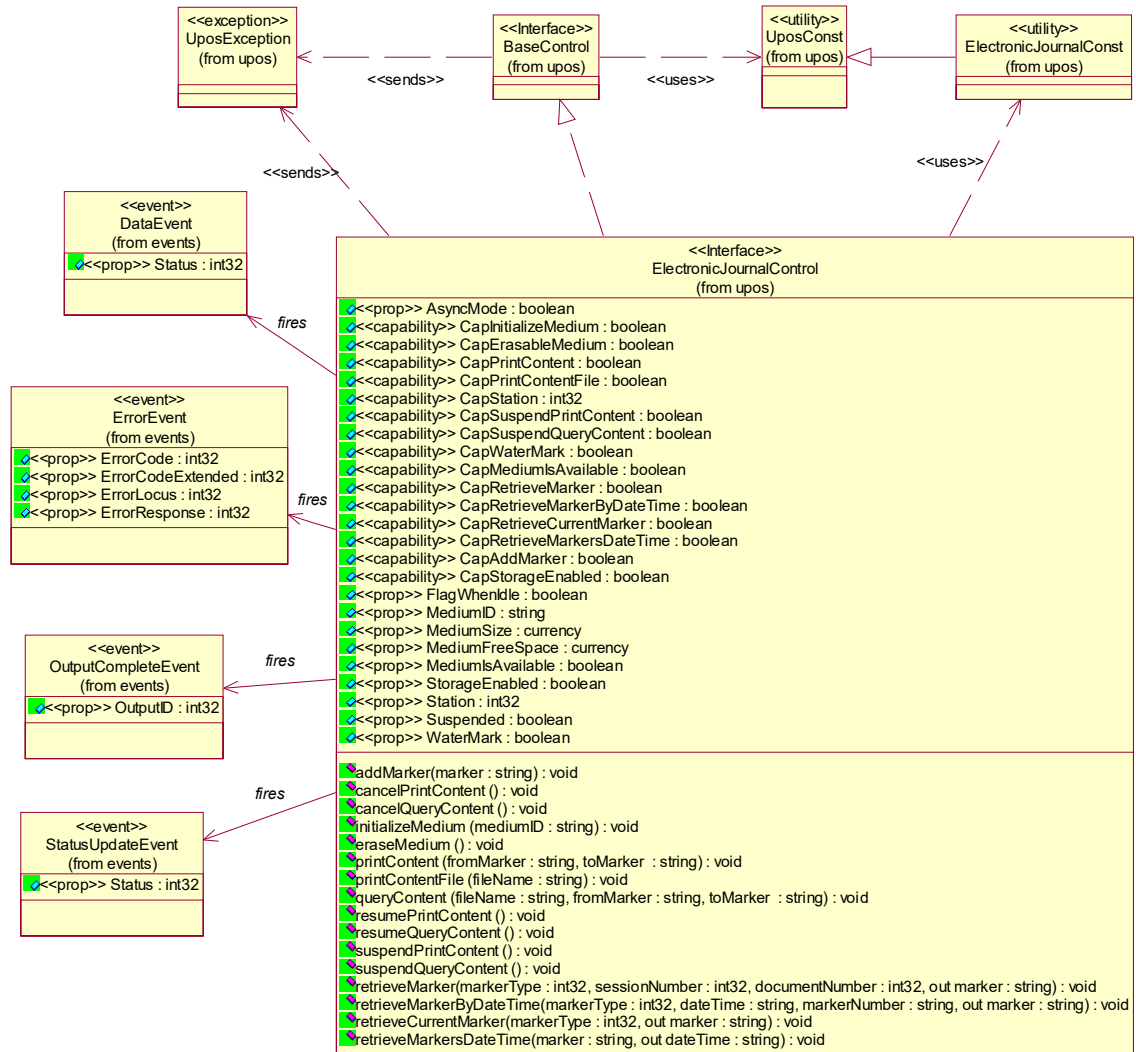 <<exception>>
UposException
(from upos)
<<Interface>>
BaseControl
(from upos)
<<utility>>
UposConst
(from upos)
<<utility>>
ElectronicJournalConst
(from upos)
<<sends>>
<<uses>>
<<sends>>
<<uses>>
<<event>>
DataEvent
(from events)
<<prop>> Status : int32
fires
<<event>>
ErrorEvent
(from events)
<<prop>> ErrorCode : int32
<<prop>> ErrorCodeExtended : int32
<<prop>> ErrorLocus : int32
<<prop>> ErrorResponse : int32
fires
<<event>>
OutputCompleteEvent
(from events)
<<prop>> OutputID : int32
fires
<<event>>
StatusUpdateEvent
(from events)
<<prop>> Status : int32
fires
<<Interface>>
ElectronicJournalControl
(from upos)
<<prop>> AsyncMode : boolean
<<capability>> CapInitializeMedium : boolean
<<capability>> CapErasableMedium : boolean
<<capability>> CapPrintContent : boolean
<<capability>> CapPrintContentFile : boolean
<<capability>> CapStation : int32
<<capability>> CapSuspendPrintContent : boolean
<<capability>> CapSuspendQueryContent : boolean
<<capability>> CapWaterMark : boolean
<<capability>> CapMediumIsAvailable : boolean
<<capability>> CapRetrieveMarker : boolean
<<capability>> CapRetrieveMarkerByDateTime : boolean
<<capability>> CapRetrieveCurrentMarker : boolean
<<capability>> CapRetrieveMarkersDateTime : boolean
<<capability>> CapAddMarker : boolean
<<capability>> CapStorageEnabled : boolean
<<prop>> FlagWhenIdle : boolean
<<prop>> MediumID : string
<<prop>> MediumSize : currency
<<prop>> MediumFreeSpace : currency
<<prop>> MediumIsAvailable : boolean
<<prop>> StorageEnabled : boolean
<<prop>> Station : int32
<<prop>> Suspended : boolean
<<prop>> WaterMark : boolean
addMarker(marker : string) : void
cancelPrintContent () : void
cancelQueryContent () : void
initializeMedium (mediumID : string) : void
eraseMedium () : void
printContent (fromMarker : string, toMarker : string) : void
printContentFile (fileName : string) : void
queryContent (fileName : string, fromMarker : string, toMarker : string) : void
resumePrintContent () : void
resumeQueryContent () : void
suspendPrintContent () : void
suspendQueryContent () : void
retrieveMarker(markerType : int32, sessionNumber : int32, documentNumber : int32, out marker : string) : void
retrieveMarkerByDateTime(markerType : int32, dateTime : string, markerNumber : string, out marker : string) : void
retrieveCurrentMarker(markerType : int32, out marker : string) : void
retrieveMarkersDateTime(marker : string, out dateTime : string) : void